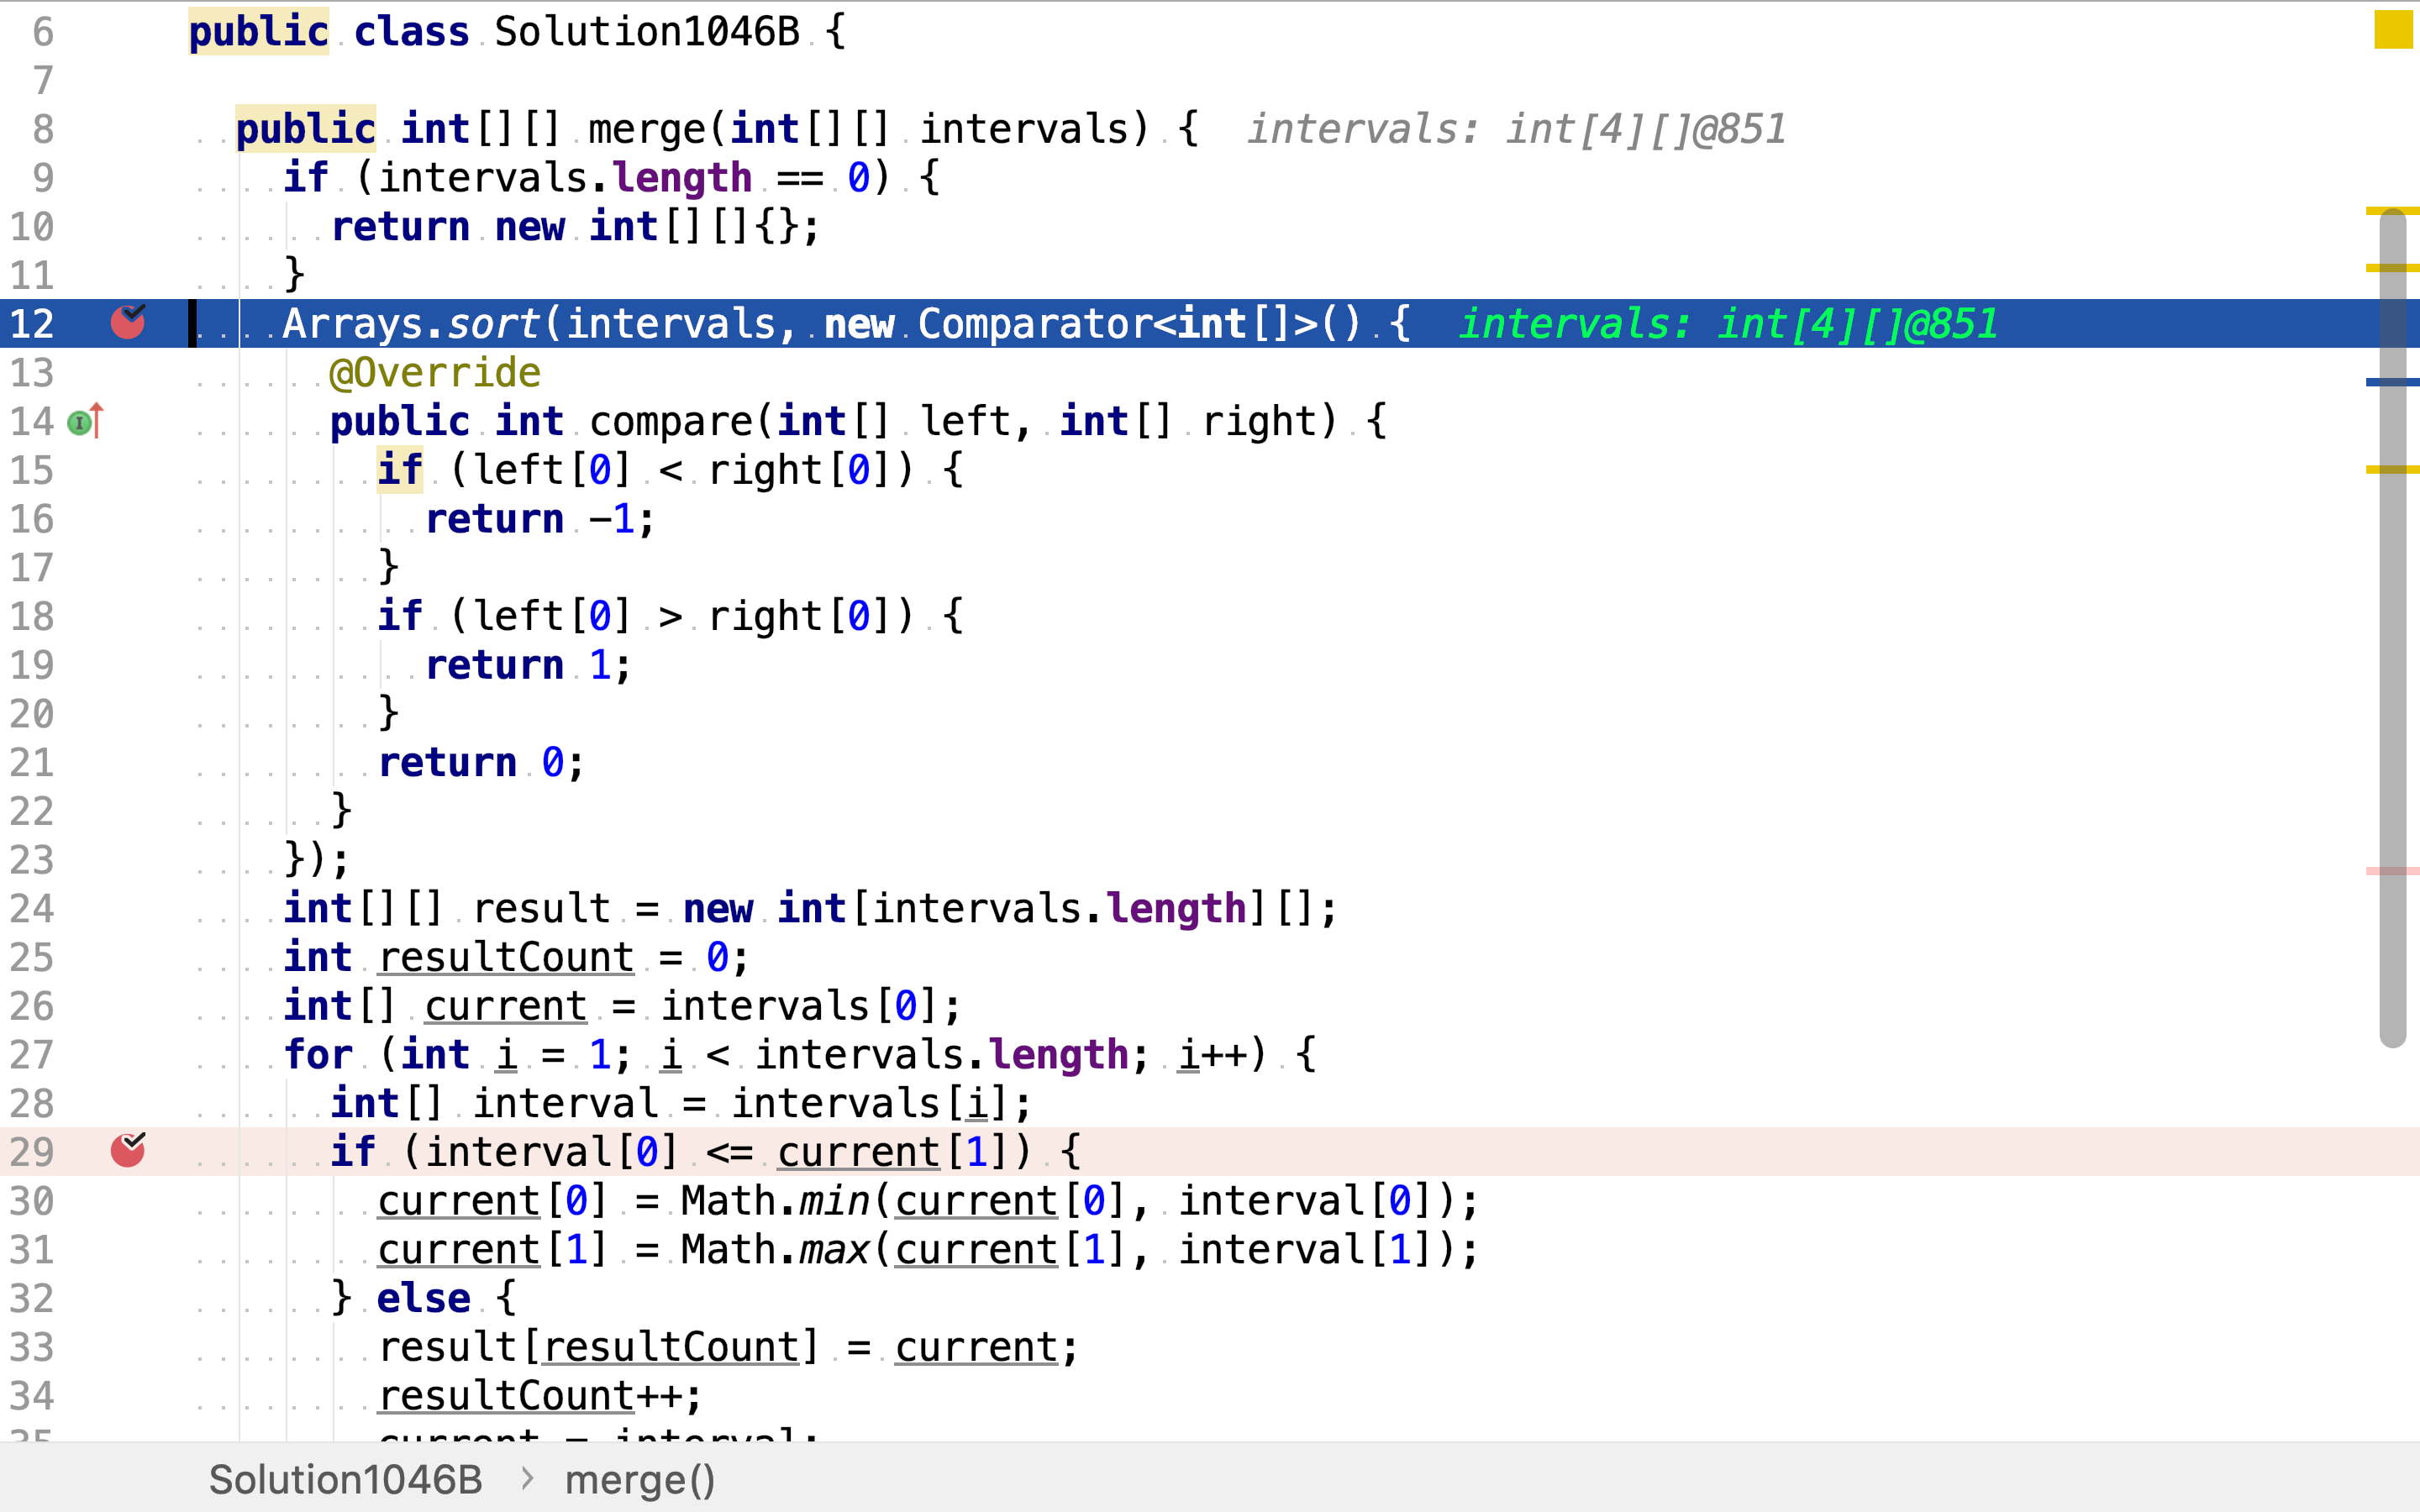 6 public class Solution1046B {
7
8 public int[][] merge(int[][] intervals) { intervals: int[4][]@851
9 if (intervals.length == 0) {
10 return new int[][]{};
11 }
12 Arrays.sort(intervals, new Comparator<int[]>() { intervals: int[4][]@851
13 @Override
14 public int compare(int[] left, int[] right) {
15 if (left[0] < right[0]) {
16 return -1;
17 }
18 if (left[0] > right[0]) {
19 return 1;
20 }
21 return 0;
22 }
23 });
24 int[][] result = new int[intervals.length][];
25 int resultCount = 0;
26 int[] current = intervals[0];
27 for (int i = 1; i < intervals.length; i++) {
28 int[] interval = intervals[i];
29 if (interval[0] <= current[1]) {
30 current[0] = Math.min(current[0], interval[0]);
31 current[1] = Math.max(current[1], interval[1]);
32 } else {
33 result[resultCount] = current;
34 resultCount++;
35 current = interval;
Solution1046B > merge()